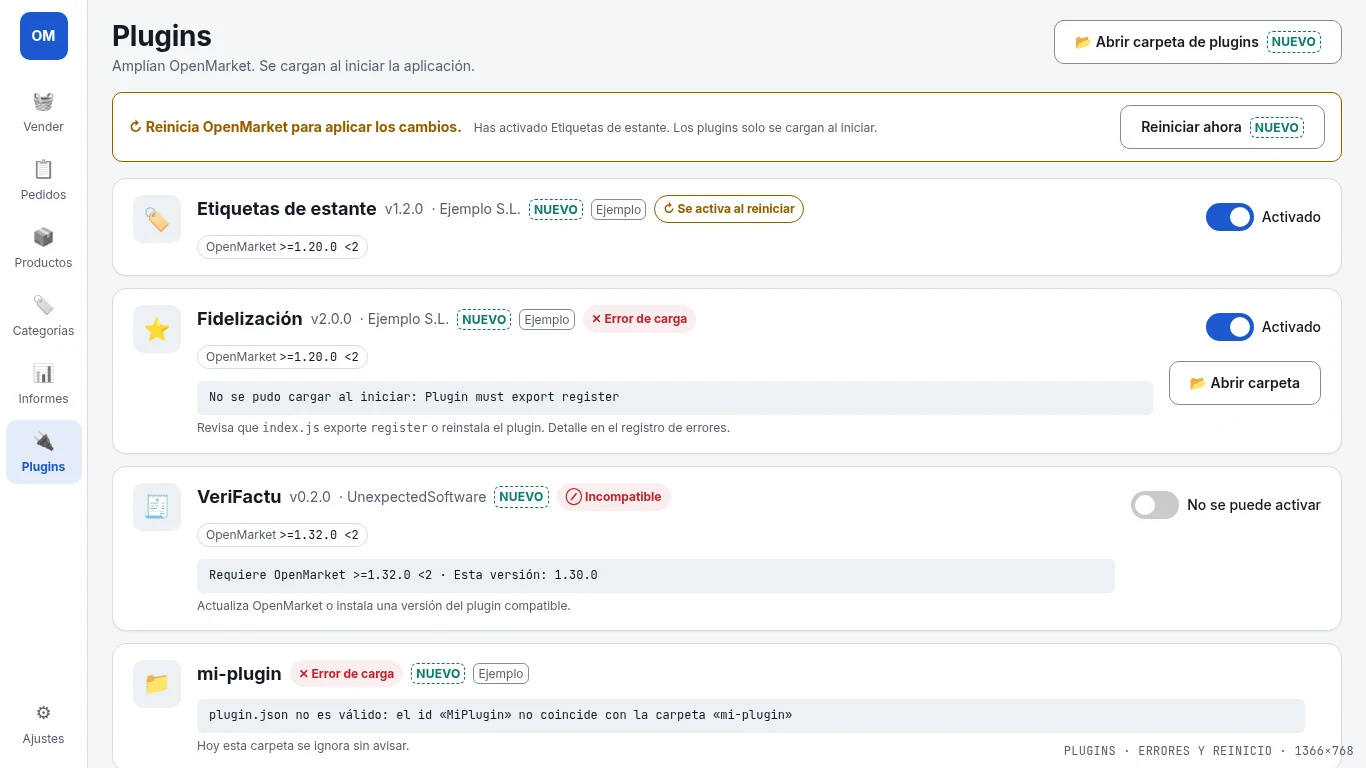 OM
Vender
Pedidos
Productos
Categorías
Informes
Plugins
Ajustes
Plugins
Amplían OpenMarket. Se cargan al iniciar la aplicación.
Abrir carpeta de plugins NUEVO
↻ Reinicia OpenMarket para aplicar los cambios. Has activado Etiquetas de estante. Los plugins solo se cargan al iniciar.
Reiniciar ahora NUEVO
Etiquetas de estante v1.2.0 · Ejemplo S.L. NUEVO Ejemplo ↻ Se activa al reiniciar
Activado
OpenMarket >=1.20.0 <2
Fidelización v2.0.0 · Ejemplo S.L. NUEVO Ejemplo ✕ Error de carga
Activado
OpenMarket >=1.20.0 <2
Abrir carpeta
No se pudo cargar al iniciar: Plugin must export register
Revisa que index.js exporte register o reinstala el plugin. Detalle en el registro de errores.
VeriFactu v0.2.0 · UnexpectedSoftware NUEVO Incompatible
No se puede activar
OpenMarket >=1.32.0 <2
Requiere OpenMarket >=1.32.0 <2 · Esta versión: 1.30.0
Actualiza OpenMarket o instala una versión del plugin compatible.
mi-plugin ✕ Error de carga NUEVO Ejemplo
plugin.json no es válido: el id «MiPlugin» no coincide con la carpeta «mi-plugin»
Hoy esta carpeta se ignora sin avisar.
PLUGINS · ERRORES Y REINICIO · 1366×768